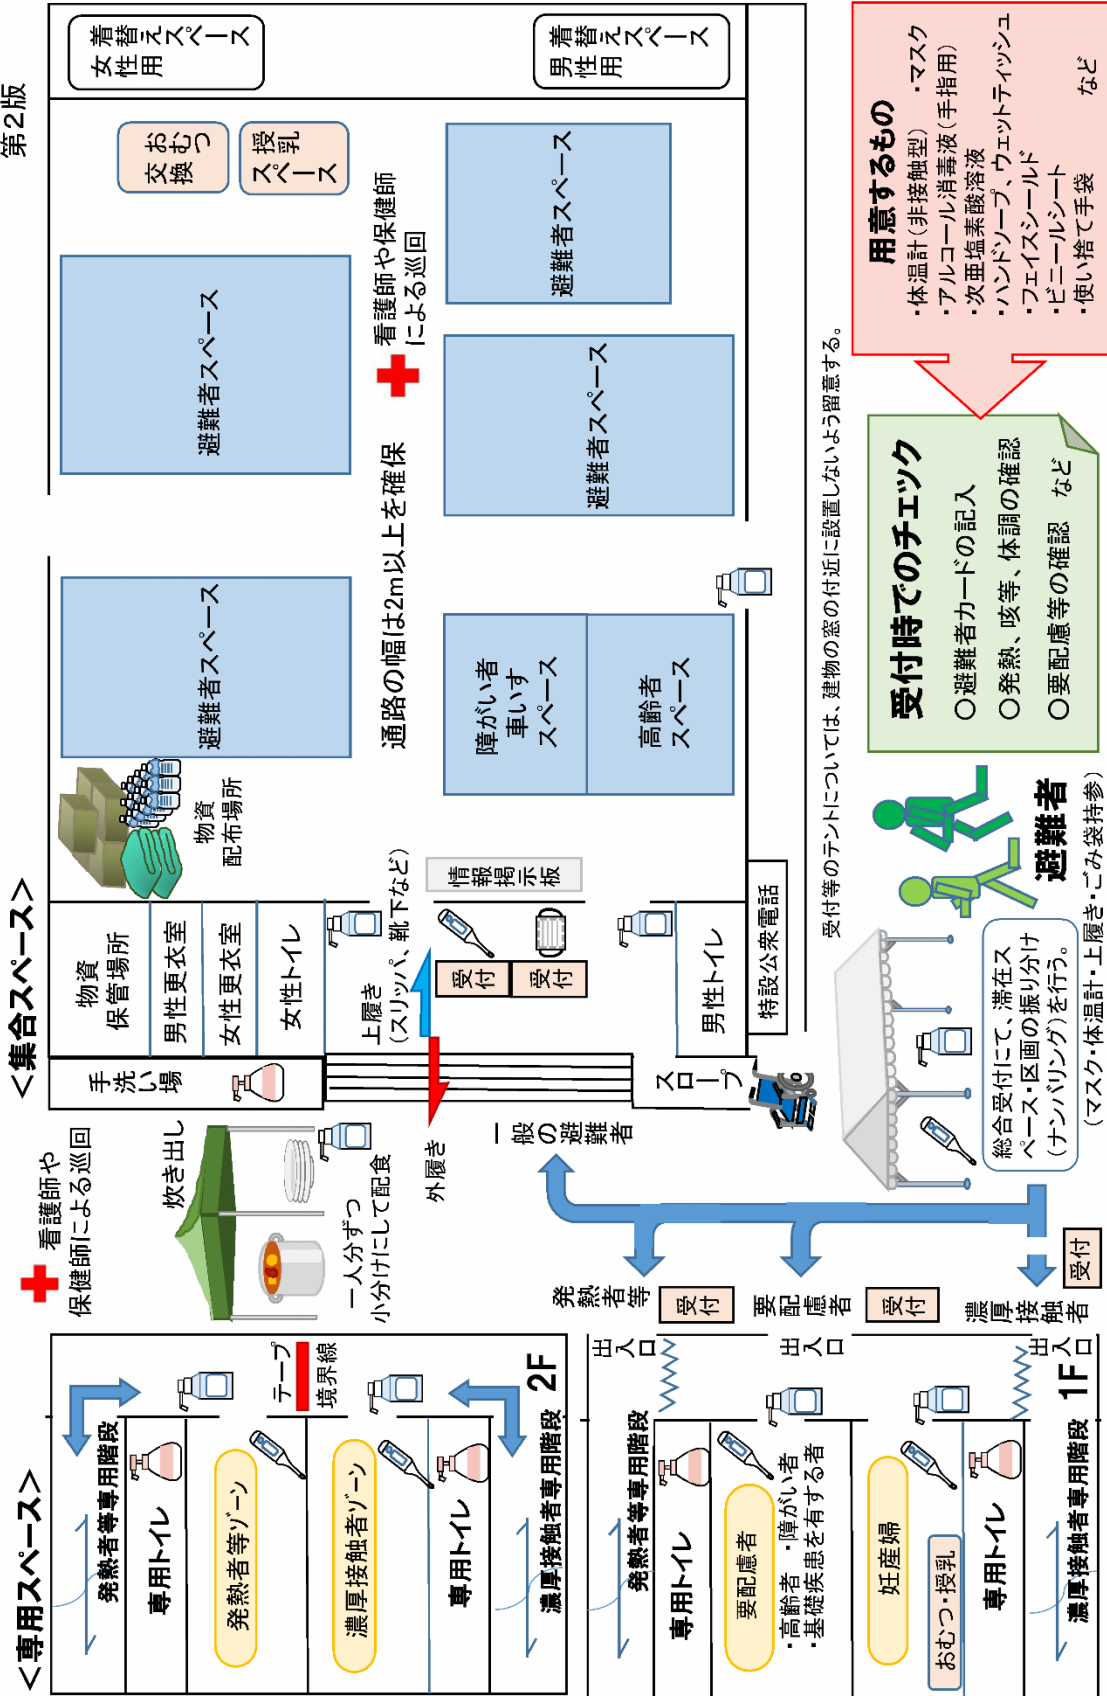 第2版
＜集合スペース＞
女性用
着替え
スペース
男性用
着替え
スペース
おむつ
交換
授乳
スペース
避難者スペース
避難者スペース
避難者スペース
避難者スペース
看護師や保健師
による巡回
通路の幅は2m以上を確保
障がい者
車いす
スペース
高齢者
スペース
物資
配布場所
情報掲示板
物資
保管場所
男性更衣室
女性更衣室
女性トイレ
上履き
(スリッパ、靴下など)
受付
受付
男性トイレ
特設公衆電話
手洗い場
スロープ
外履き
一般の避難者
受付等のテントについては、建物の窓の付近に設置しないよう留意する。
看護師や
保健師による巡回
炊き出し
一人分ずつ
小分けにして配食
発熱者等
受付
要配慮者
受付
濃厚接触者
受付
総合受付にて、滞在ス
ペース・区画の振り分け
(ナンバリング)を行う。
避難者
(マスク・体温計・上履き・ごみ袋持参)
受付時でのチェック
○避難者カードの記入
○発熱、咳等、体調の確認
○要配慮等の確認　など
用意するもの
・体温計(非接触型)　・マスク
・アルコール消毒液(手指用)
・次亜塩素酸溶液
・ハンドソープ、ウェットティッシュ
・フェイスシールド
・ビニールシート
・使い捨て手袋　など
＜専用スペース＞
発熱者等専用階段
専用トイレ
発熱者等ゾーン
テープ
境界線
濃厚接触者ゾーン
専用トイレ
濃厚接触者専用階段
2F
出入口
発熱者等専用階段
専用トイレ
要配慮者
・高齢者　・障がい者
・基礎疾患を有する者
出入口
妊産婦
おむつ・授乳
専用トイレ
出入口
濃厚接触者専用階段
1F